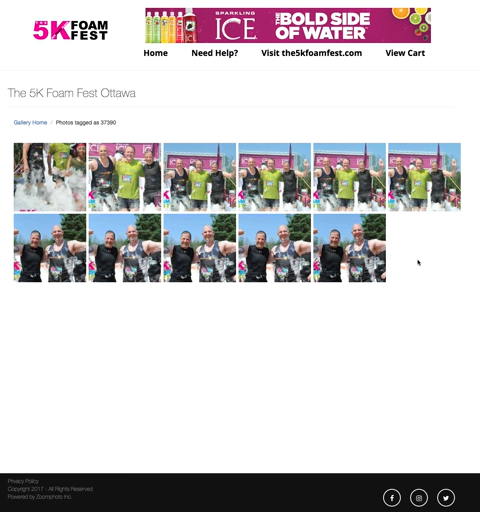 THE
5K FOAM
FEST
SPARKLING
ICE
THE BOLD SIDE
OF WATER
Home Need Help? Visit the5kfoamfest.com View Cart
The 5K Foam Fest Ottawa
Gallery Home / Photos tagged as 37390
Privacy Policy
Copyright 2017 - All Rights Reserved
Powered by Zoomphoto Inc.